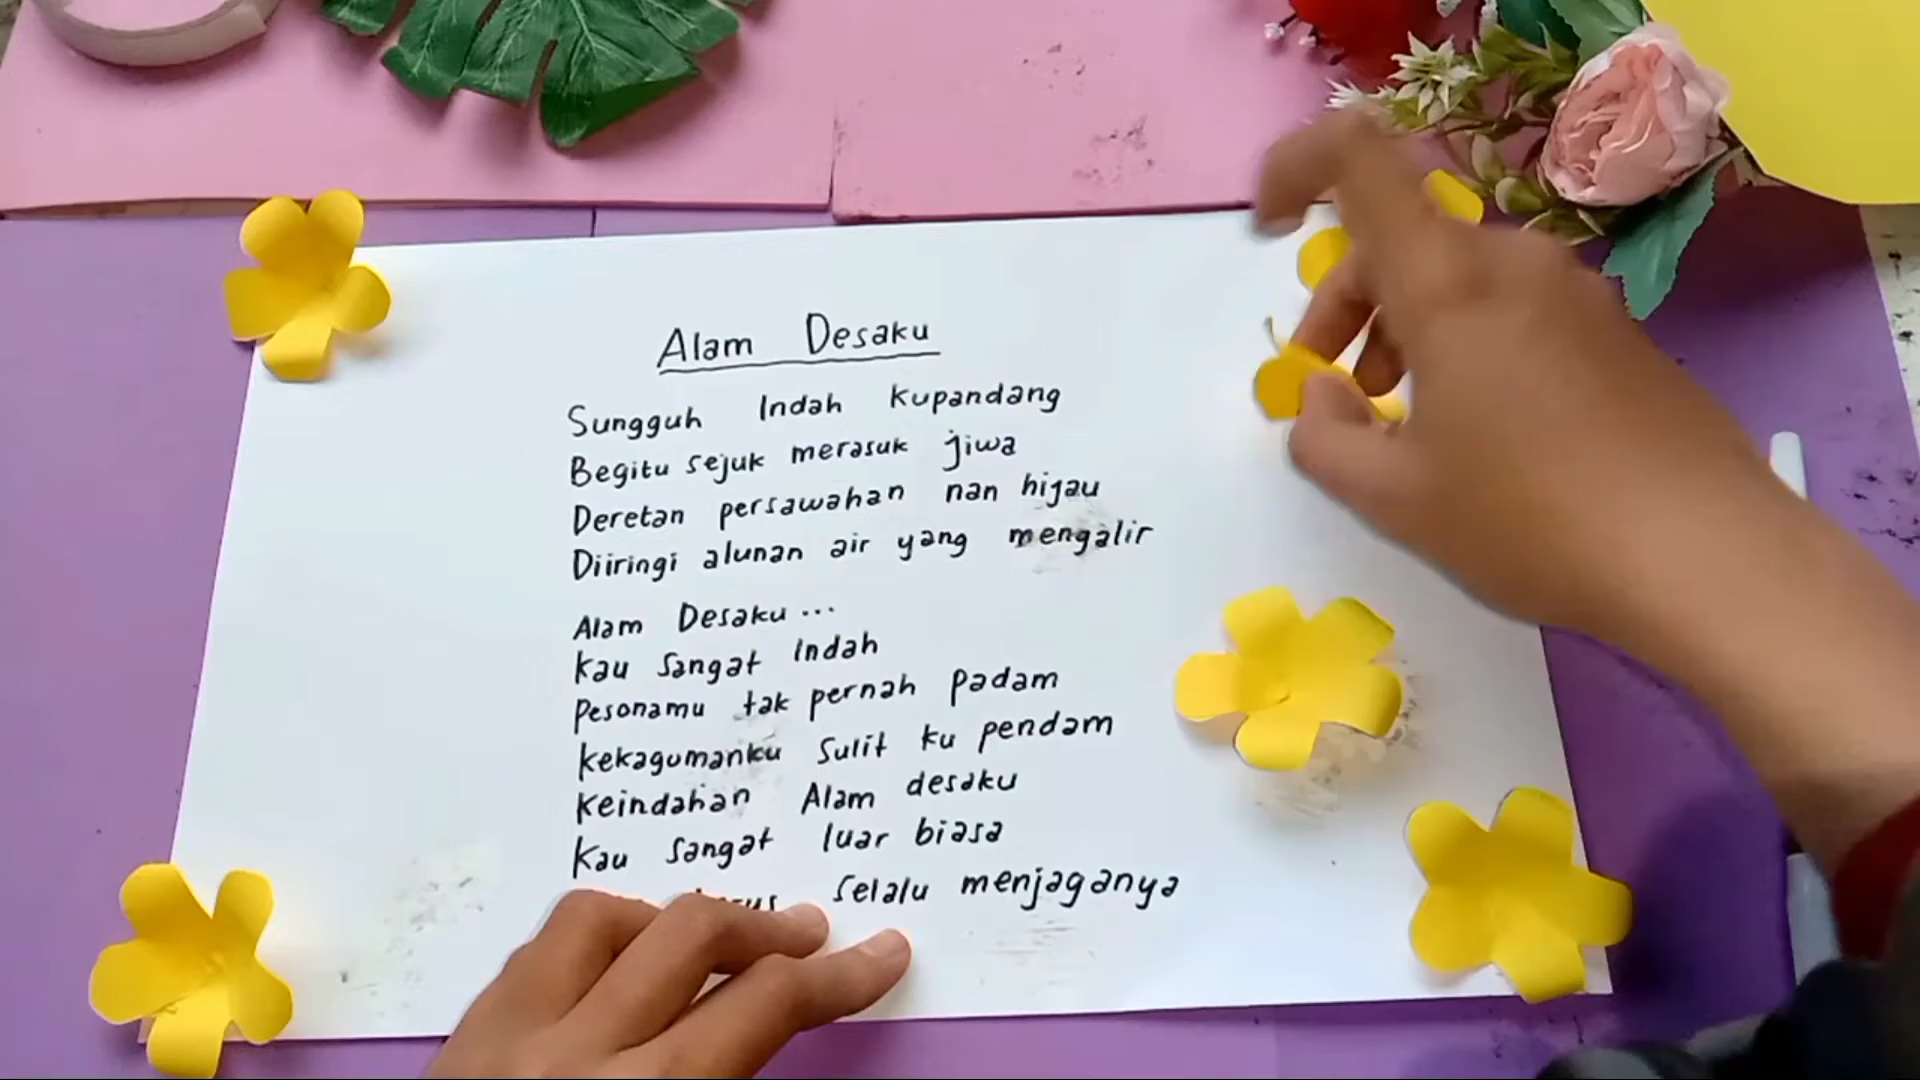 Alam Desaku
Sungguh Indah Kupandang
Begitu sejuk merasuk jiwa
Deretan persawahan nan hijau
Diiringi alunan air yang mengalir
Alam Desaku ...
Kau Sangat Indah
Pesonamu tak pernah padam
Kekagumanku Sulit ku pendam
Keindahan Alam desaku
Kau Sangat luar biasa
Selalu menjaganya